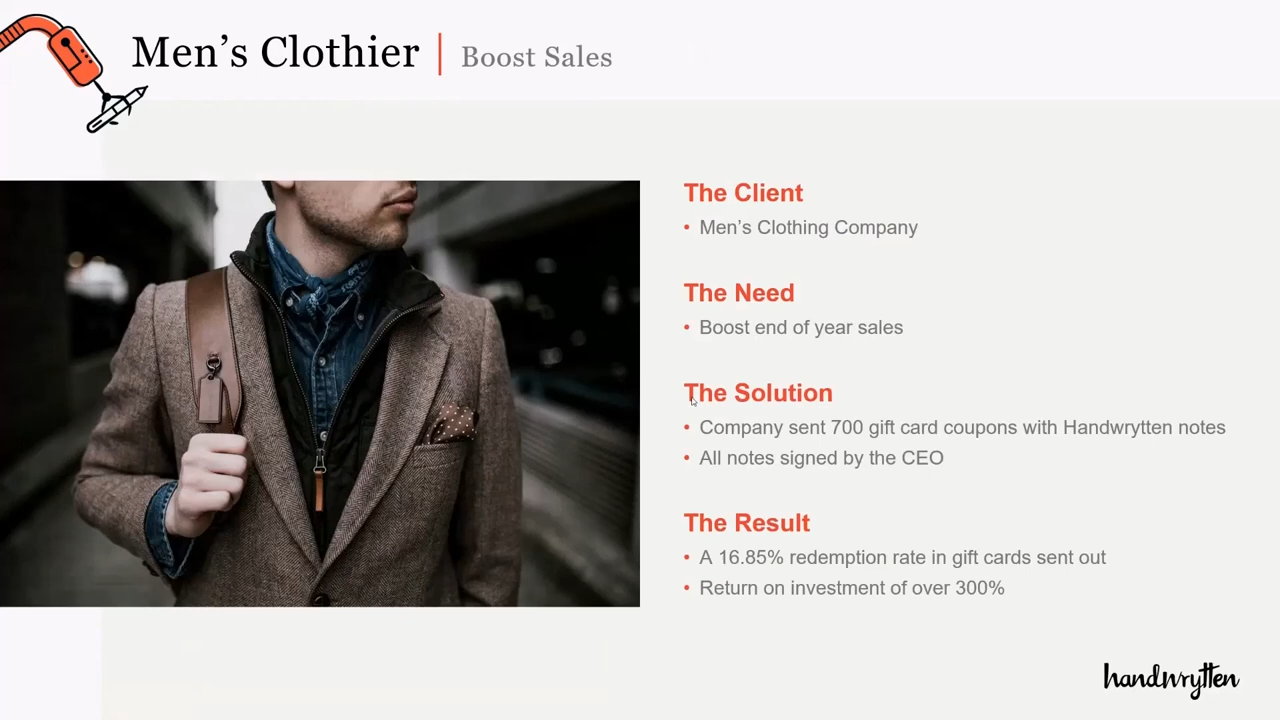 Men’s Clothier | Boost Sales
The Client
• Men’s Clothing Company
The Need
• Boost end of year sales
The Solution
• Company sent 700 gift card coupons with Handwrytten notes
• All notes signed by the CEO
The Result
• A 16.85% redemption rate in gift cards sent out
• Return on investment of over 300%
handwrytten